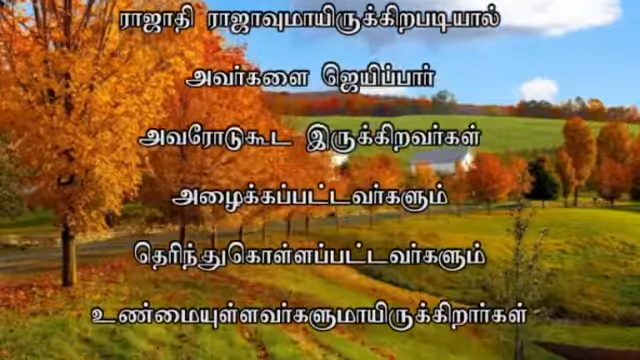 ராஜாதி ராஜாவுமாயிருக்கிறபடியால்
அவர்களை ஜெயிப்பார்
அவரோடுகூட இருக்கிறவர்கள்
அழைக்கப்பட்டவர்களும்
தெரிந்துகொள்ளப்பட்டவர்களும்
உண்மையுள்ளவர்களுமாயிருக்கிறார்கள்